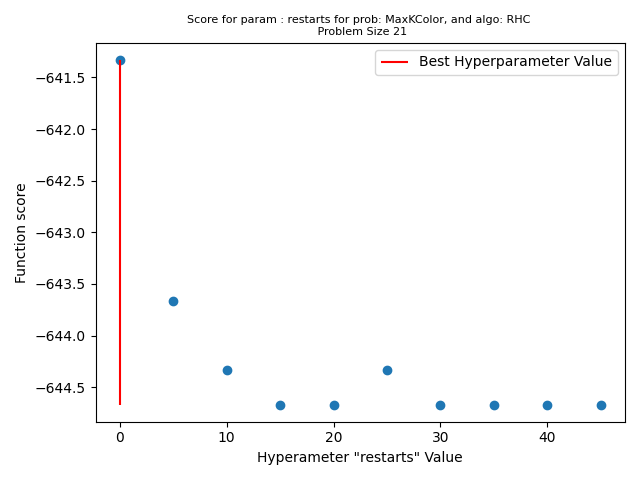 Score for param : restarts for prob: MaxKColor, and algo: RHC
Problem Size 21
Best Hyperparameter Value
Function score
−641.5
−642.0
−642.5
−643.0
−643.5
−644.0
−644.5
0 10 20 30 40
Hyperameter "restarts" Value